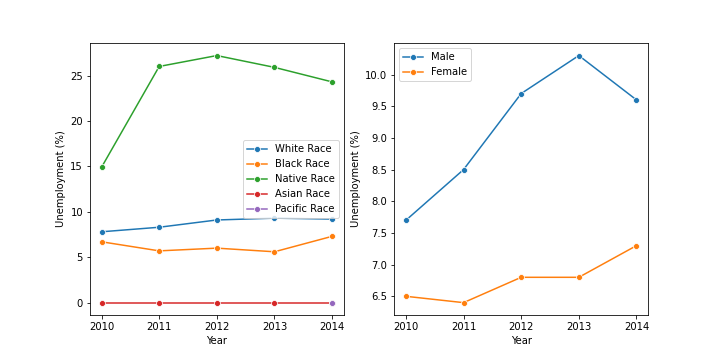 Unemployment (%)
25
20
15
10
5
0
White Race
Black Race
Native Race
Asian Race
Pacific Race
2010 2011 2012 2013 2014
Year
Unemployment (%)
10.0
9.5
9.0
8.5
8.0
7.5
7.0
6.5
Male
Female
2010 2011 2012 2013 2014
Year